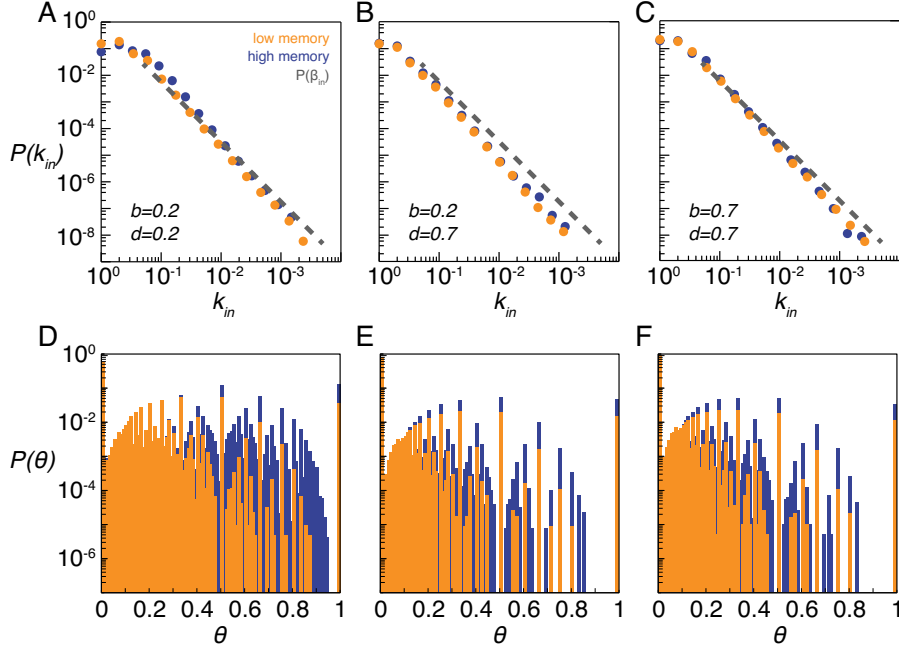 A
B
C
10^0
10^-2
10^-4
10^-6
10^-8
P(k_in)
low memory
high memory
P(β_in)
b=0.2
d=0.2
b=0.2
d=0.7
b=0.7
d=0.7
10^0 10^-1 10^-2 10^-3
10^0 10^-1 10^-2 10^-3
10^0 10^-1 10^-2 10^-3
k_in
k_in
k_in
D
E
F
10^0
10^-2
10^-4
10^-6
P(θ)
0 0.2 0.4 0.6 0.8 1
0 0.2 0.4 0.6 0.8 1
0 0.2 0.4 0.6 0.8 1
θ
θ
θ